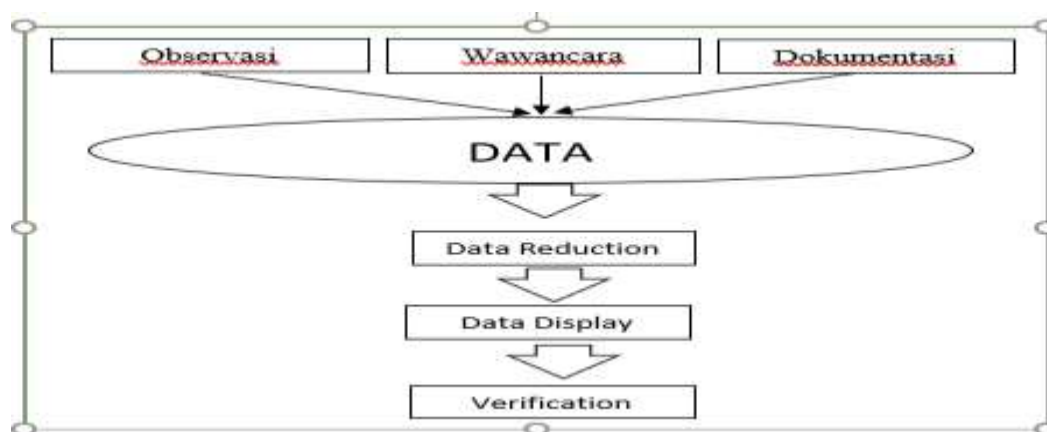 Observasi
Wawancara
Dokumentasi
DATA
Data Reduction
Data Display
Verification